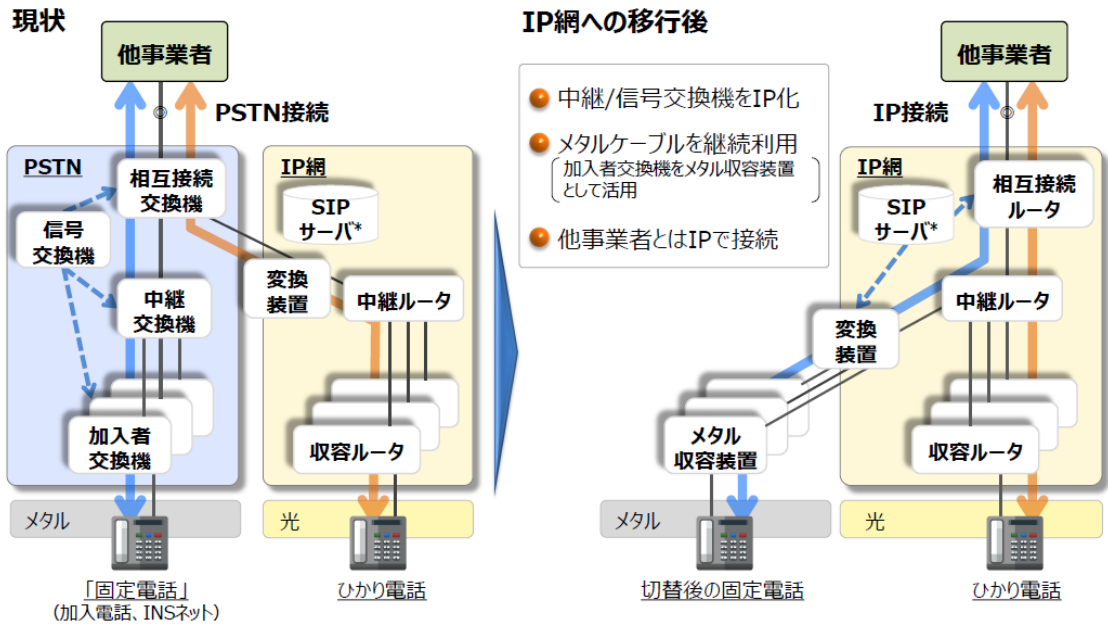 現状
他事業者
PSTN接続
PSTN
相互接続
交換機
信号
交換機
中継
交換機
加入者
交換機
IP網
SIP
サーバ*
変換
装置
中継ルータ
収容ルータ
メタル
光
「固定電話」
(加入電話、INSネット)
ひかり電話
IP網への移行後
中継/信号交換機をIP化
メタルケーブルを継続利用
加入者交換機をメタル収容装置
として活用
他事業者とはIPで接続
他事業者
IP接続
IP網
SIP
サーバ*
相互接続
ルータ
変換
装置
中継ルータ
メタル
収容装置
収容ルータ
メタル
光
切替後の固定電話
ひかり電話